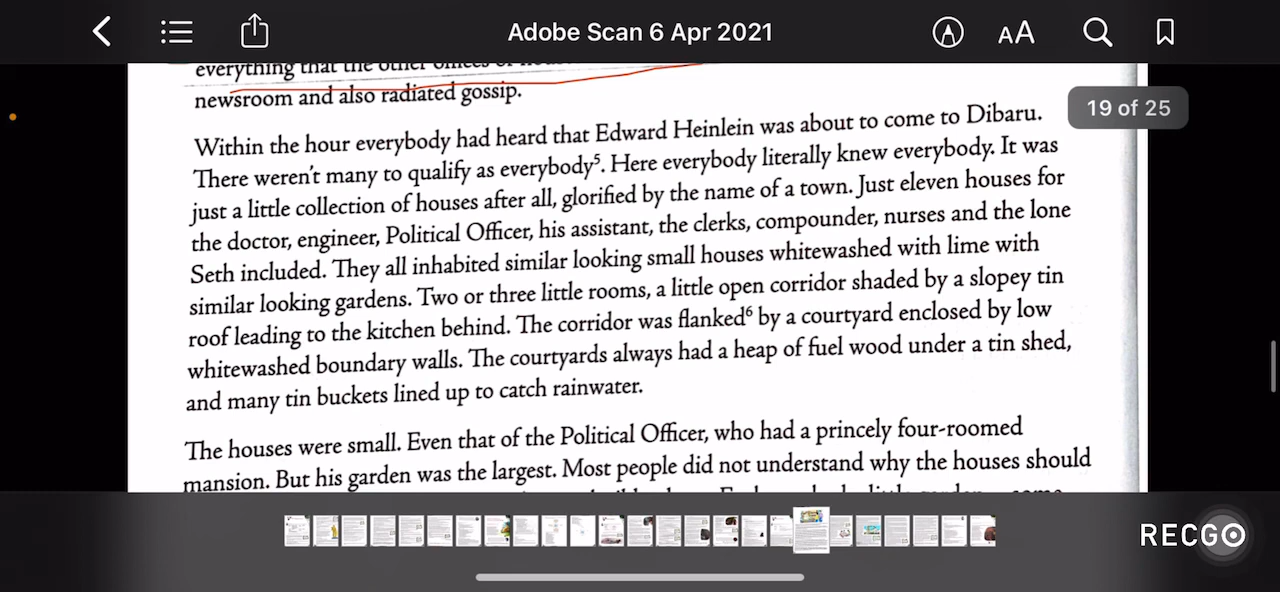 Adobe Scan 6 Apr 2021
AA
everything that the other offices
newsroom and also radiated gossip.
19 of 25
Within the hour everybody had heard that Edward Heinlein was about to come to Dibaru.
There weren't many to qualify as everybody⁵. Here everybody literally knew everybody. It was
just a little collection of houses after all, glorified by the name of a town. Just eleven houses for
the doctor, engineer, Political Officer, his assistant, the clerks, compounder, nurses and the lone
Seth included. They all inhabited similar looking small houses whitewashed with lime with
similar looking gardens. Two or three little rooms, a little open corridor shaded by a slopey tin
roof leading to the kitchen behind. The corridor was flanked⁶ by a courtyard enclosed by low
whitewashed boundary walls. The courtyards always had a heap of fuel wood under a tin shed,
and many tin buckets lined up to catch rainwater.
The houses were small. Even that of the Political Officer, who had a princely four-roomed
mansion. But his garden was the largest. Most people did not understand why the houses should
RECGO